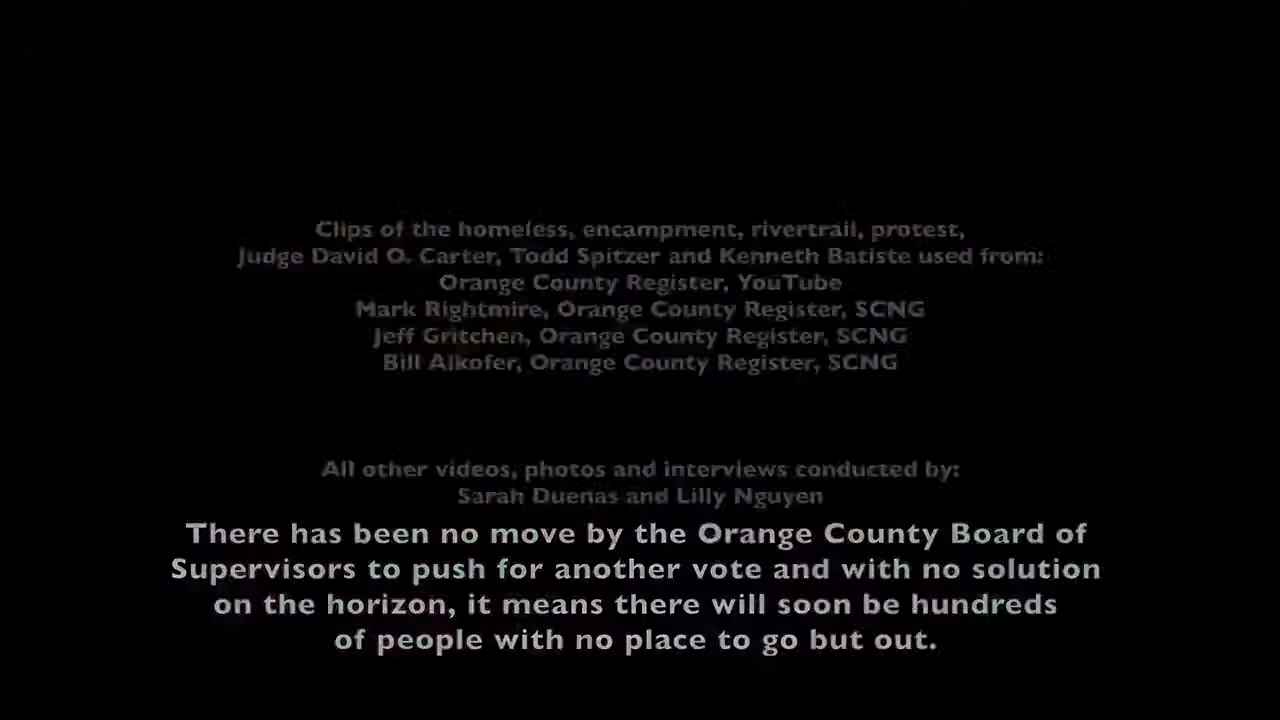 Clips of the homeless, encampment, rivertrail, protest,
Judge David O. Carter, Todd Spitzer and Kenneth Batiste used from:
Orange County Register, YouTube
Mark Rightmire, Orange County Register, SCNG
Jeff Gritchen, Orange County Register, SCNG
Bill Alkofer, Orange County Register, SCNG
All other videos, photos and interviews conducted by:
Sarah Duenas and Lilly Nguyen
There has been no move by the Orange County Board of
Supervisors to push for another vote and with no solution
on the horizon, it means there will soon be hundreds
of people with no place to go but out.